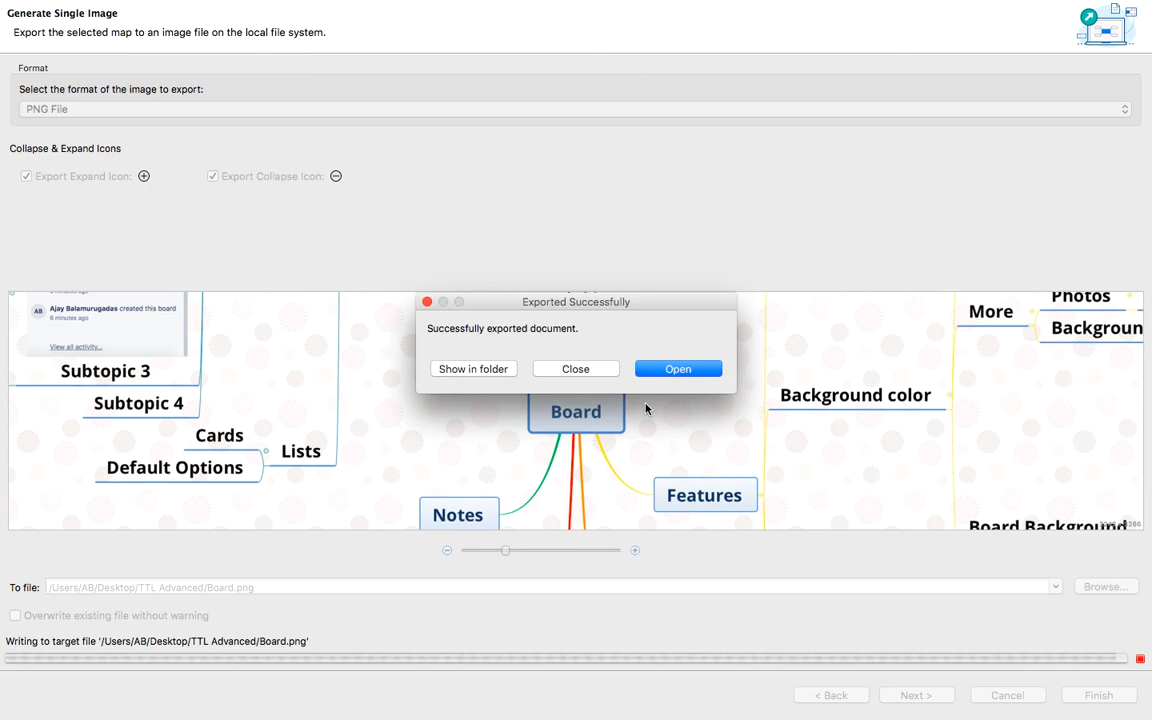 Generate Single Image
Export the selected map to an image file on the local file system.
Format
Select the format of the image to export:
PNG File
Collapse & Expand Icons
Export Expand Icon:
Export Collapse Icon:
AB Ajay Balamurugadas created this board
6 minutes ago
View all activity...
Subtopic 3
Subtopic 4
Cards
Default Options
Lists
Exported Successfully
Successfully exported document.
Show in folder
Close
Open
Board
Notes
Features
Background color
More
Photos
Backgroun
Board Background
To file:
/Users/AB/Desktop/TTL Advanced/Board.png
Browse...
Overwrite existing file without warning
Writing to target file '/Users/AB/Desktop/TTL Advanced/Board.png'
< Back
Next >
Cancel
Finish